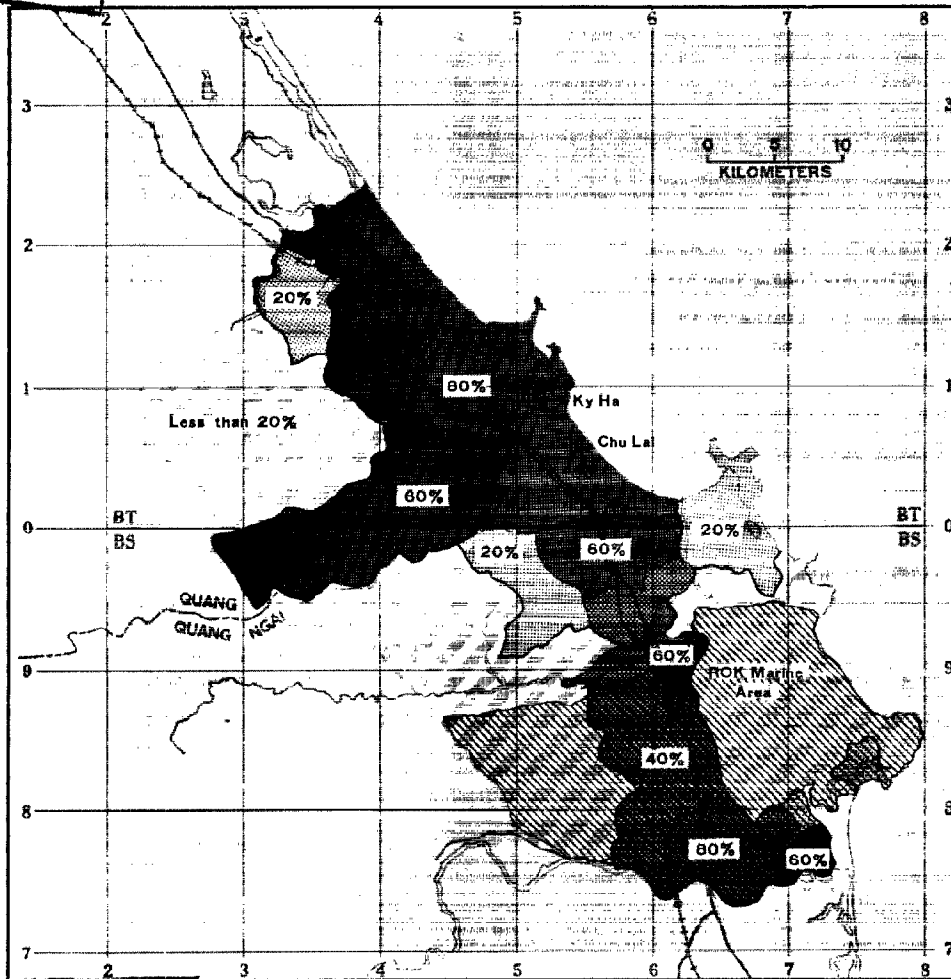 2 3 4 5 6 7 8
3 3
0 5 10
KILOMETERS
2 2
20%
1 80% 1
Ky Ha
Less than 20%
Chu Lai
60%
BT BT
0 20% 60% 20% 0
BS BS
QUANG
QUANG NGAI
60%
9 ROK Marine 9
Area
40%
8 8
80% 60%
7 7
2 3 4 5 6 7 8